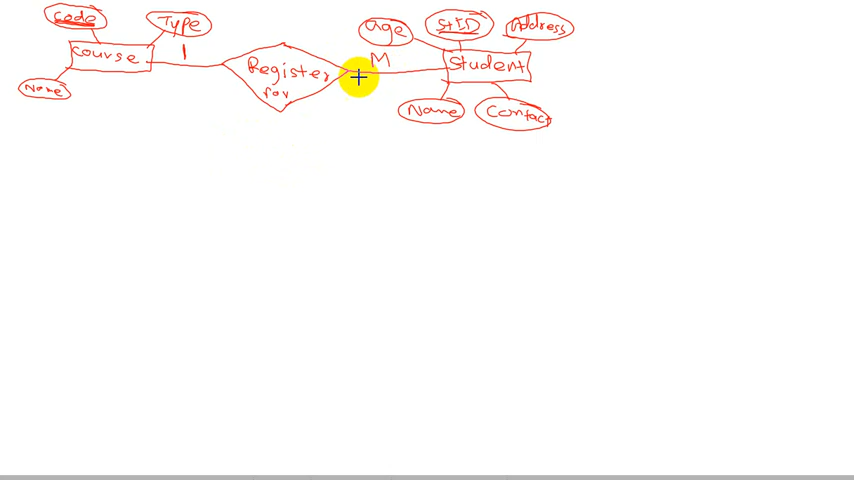 code
Type
age
StID
Address
course
1
Register
for
M
Student
Name
Name
Contact